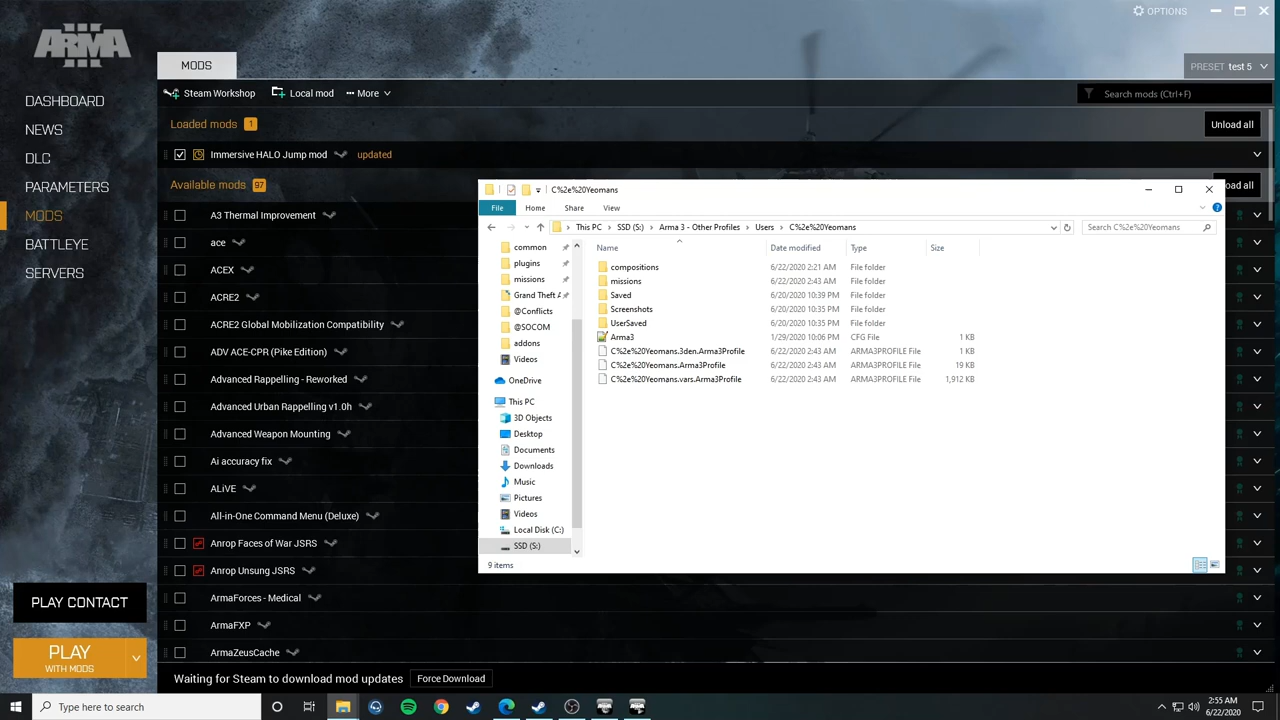 OPTIONS
ARMA III
MODS
PRESET test 5
DASHBOARD
NEWS
DLC
PARAMETERS
MODS
BATTLEYE
SERVERS
Steam Workshop
Local mod
More
Search mods (Ctrl+F)
Loaded mods 1
Unload all
Immersive HALO Jump mod
updated
Available mods 97
oad all
A3 Thermal Improvement
ace
ACEX
ACRE2
ACRE2 Global Mobilization Compatibility
ADV ACE-CPR (Pike Edition)
Advanced Rappelling - Reworked
Advanced Urban Rappelling v1.0h
Advanced Weapon Mounting
Ai accuracy fix
ALiVE
All-in-One Command Menu (Deluxe)
Anrop Faces of War JSRS
Anrop Unsung JSRS
ArmaForces - Medical
ArmaFXP
ArmaZeusCache
PLAY CONTACT
PLAY
WITH MODS
Waiting for Steam to download mod updates
Force Download
C%2e%20Yeomans
File Home Share View
This PC > SSD (S:) > Arma 3 - Other Profiles > Users > C%2e%20Yeomans
Search C%2e%20Yeomans
common
plugins
missions
Grand Theft A
@Conflicts
@SOCOM
addons
Videos
OneDrive
This PC
3D Objects
Desktop
Documents
Downloads
Music
Pictures
Videos
Local Disk (C:)
SSD (S:)
Name Date modified Type Size
compositions 6/22/2020 2:21 AM File folder
missions 6/22/2020 2:43 AM File folder
Saved 6/20/2020 10:39 PM File folder
Screenshots 6/20/2020 10:35 PM File folder
UserSaved 6/20/2020 10:35 PM File folder
Arma3 1/29/2020 10:06 PM CFG File 1 KB
C%2e%20Yeomans.3den.Arma3Profile 6/22/2020 2:43 AM ARMA3PROFILE File 1 KB
C%2e%20Yeomans.Arma3Profile 6/22/2020 2:43 AM ARMA3PROFILE File 19 KB
C%2e%20Yeomans.vars.Arma3Profile 6/22/2020 2:43 AM ARMA3PROFILE File 1,912 KB
9 items
Type here to search
2:55 AM
6/22/2020